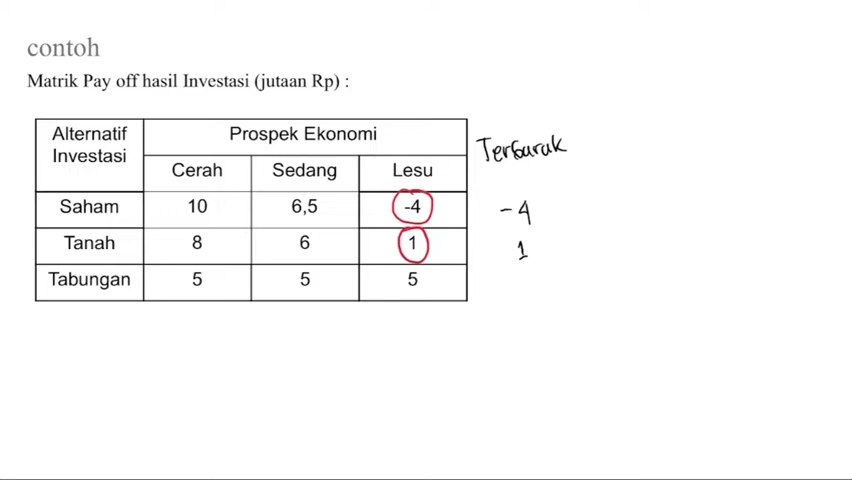 contoh
Matrik Pay off hasil Investasi (jutaan Rp) :
Alternatif Investasi Prospek Ekonomi
Cerah Sedang Lesu
Terburuk
Saham 10 6,5 -4 -4
Tanah 8 6 1 1
Tabungan 5 5 5